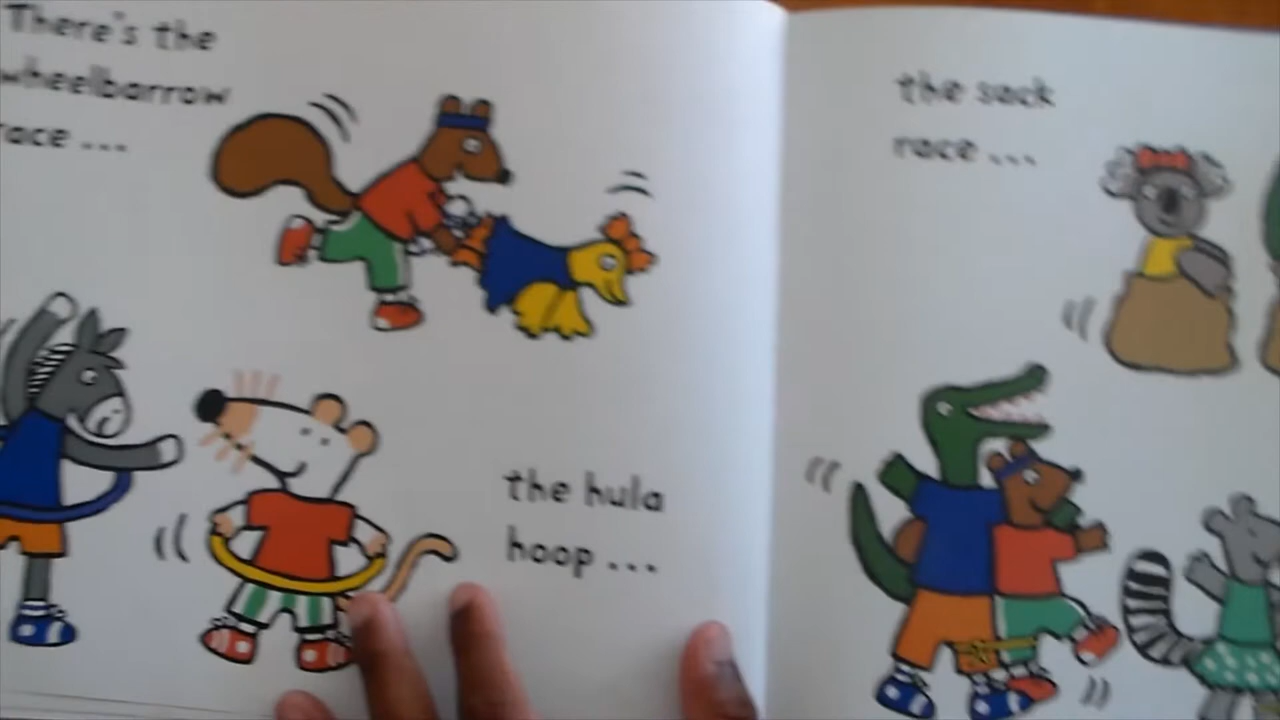 There's the
wheelbarrow
race ...
the hula
hoop ...
the sack
race ...